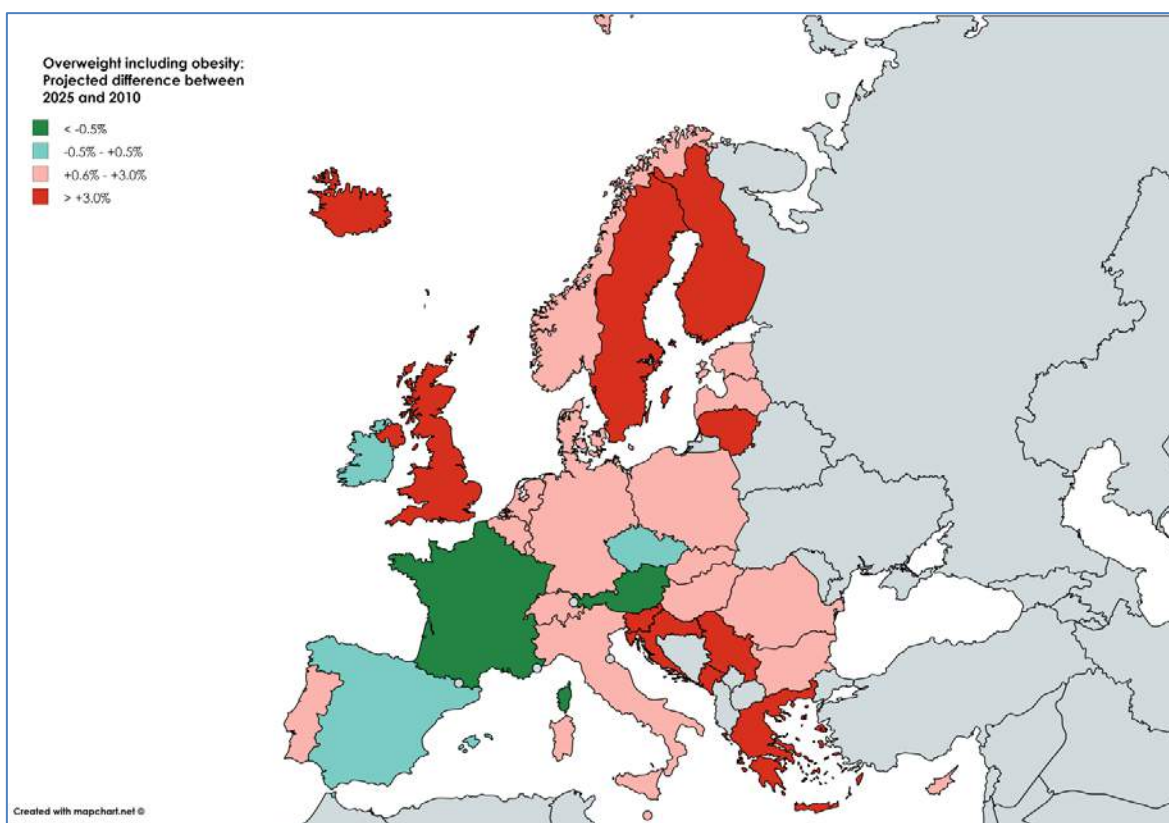 Overweight including obesity:
Projected difference between
2025 and 2010
< -0.5%
-0.5% - +0.5%
+0.6% - +3.0%
> +3.0%
Created with mapchart.net ©